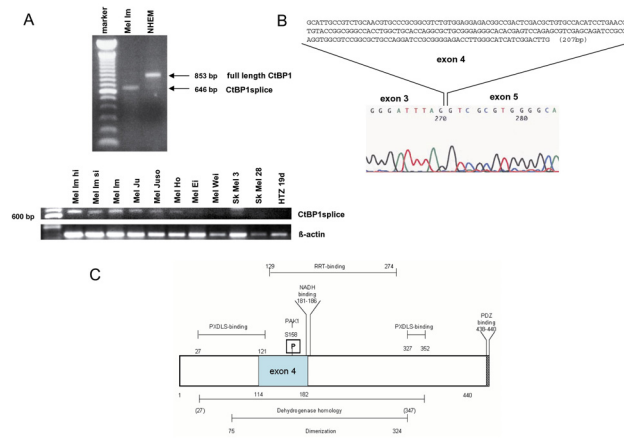 A
marker
Mel Im
NHEM
853 bp
full length CtBP1
646 bp
CtBP1splice
Mel Im hi
Mel Im si
Mel Im
Mel Ju
Mel Juso
Mel Ho
Mel Ei
Mel Wei
Sk Mel 3
Sk Mel 28
HTZ 19d
600 bp
CtBP1splice
ß-actin
B
GCATTGCCGTCTGCAACGTGCCCGCGGCGTCTGTGGAGGAGACGGCCGACTCGACGCTGTGCCACATCCTGAACC
TGTACCGGCGGGCCACCTGGCTGCACCAGGCGCTGCGGGAGGGCACACGAGTCCAGAGCGTCGAGCAGATCCGCG
AGGTGGCGTCCGGCGCTGCCAGGATCCGCGGGGAGACCTTGGGCATCATCGGACTTG (207bp)
exon 4
exon 3
exon 5
G G G A T T T A G G T C G C G T G G G G C A
270
280
C
129
RRT-binding
274
NADH
binding
181-186
PDZ
binding
438-440
PXDLS-binding
PAK1
S158
P
PXDLS-binding
27
121
327
352
exon 4
1
114
182
440
(27)
Dehydrogenase homology
(347)
75
Dimerization
324